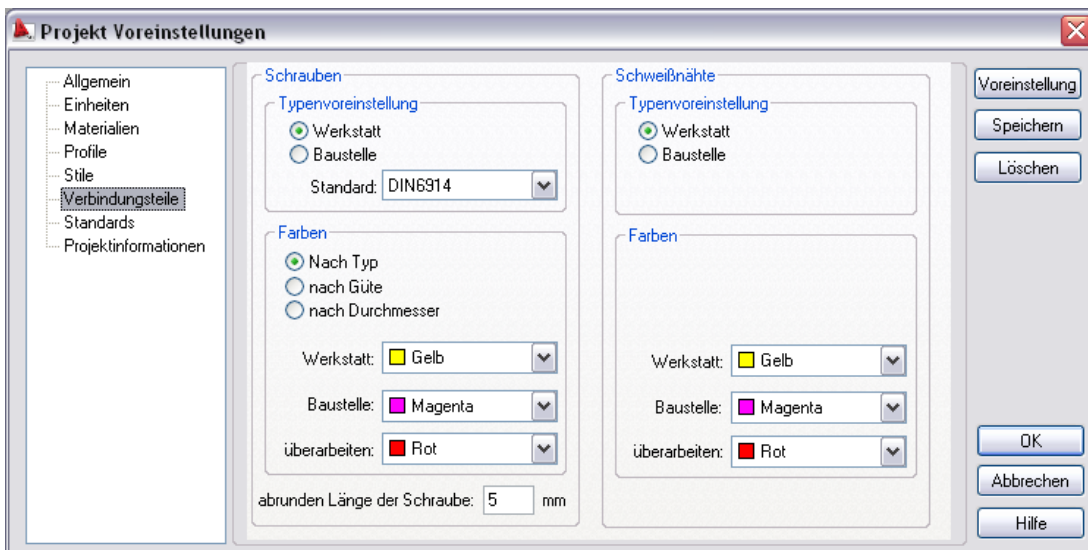 Projekt Voreinstellungen
Allgemein
Einheiten
Materialien
Profile
Stile
Verbindungsteile
Standards
Projektinformationen
Schrauben
Typenvoreinstellung
Werkstatt
Baustelle
Standard: DIN6914
Farben
Nach Typ
nach Güte
nach Durchmesser
Werkstatt: Gelb
Baustelle: Magenta
überarbeiten: Rot
abrunden Länge der Schraube: 5 mm
Schweißnähte
Typenvoreinstellung
Werkstatt
Baustelle
Farben
Werkstatt: Gelb
Baustelle: Magenta
überarbeiten: Rot
Voreinstellung
Speichern
Löschen
OK
Abbrechen
Hilfe